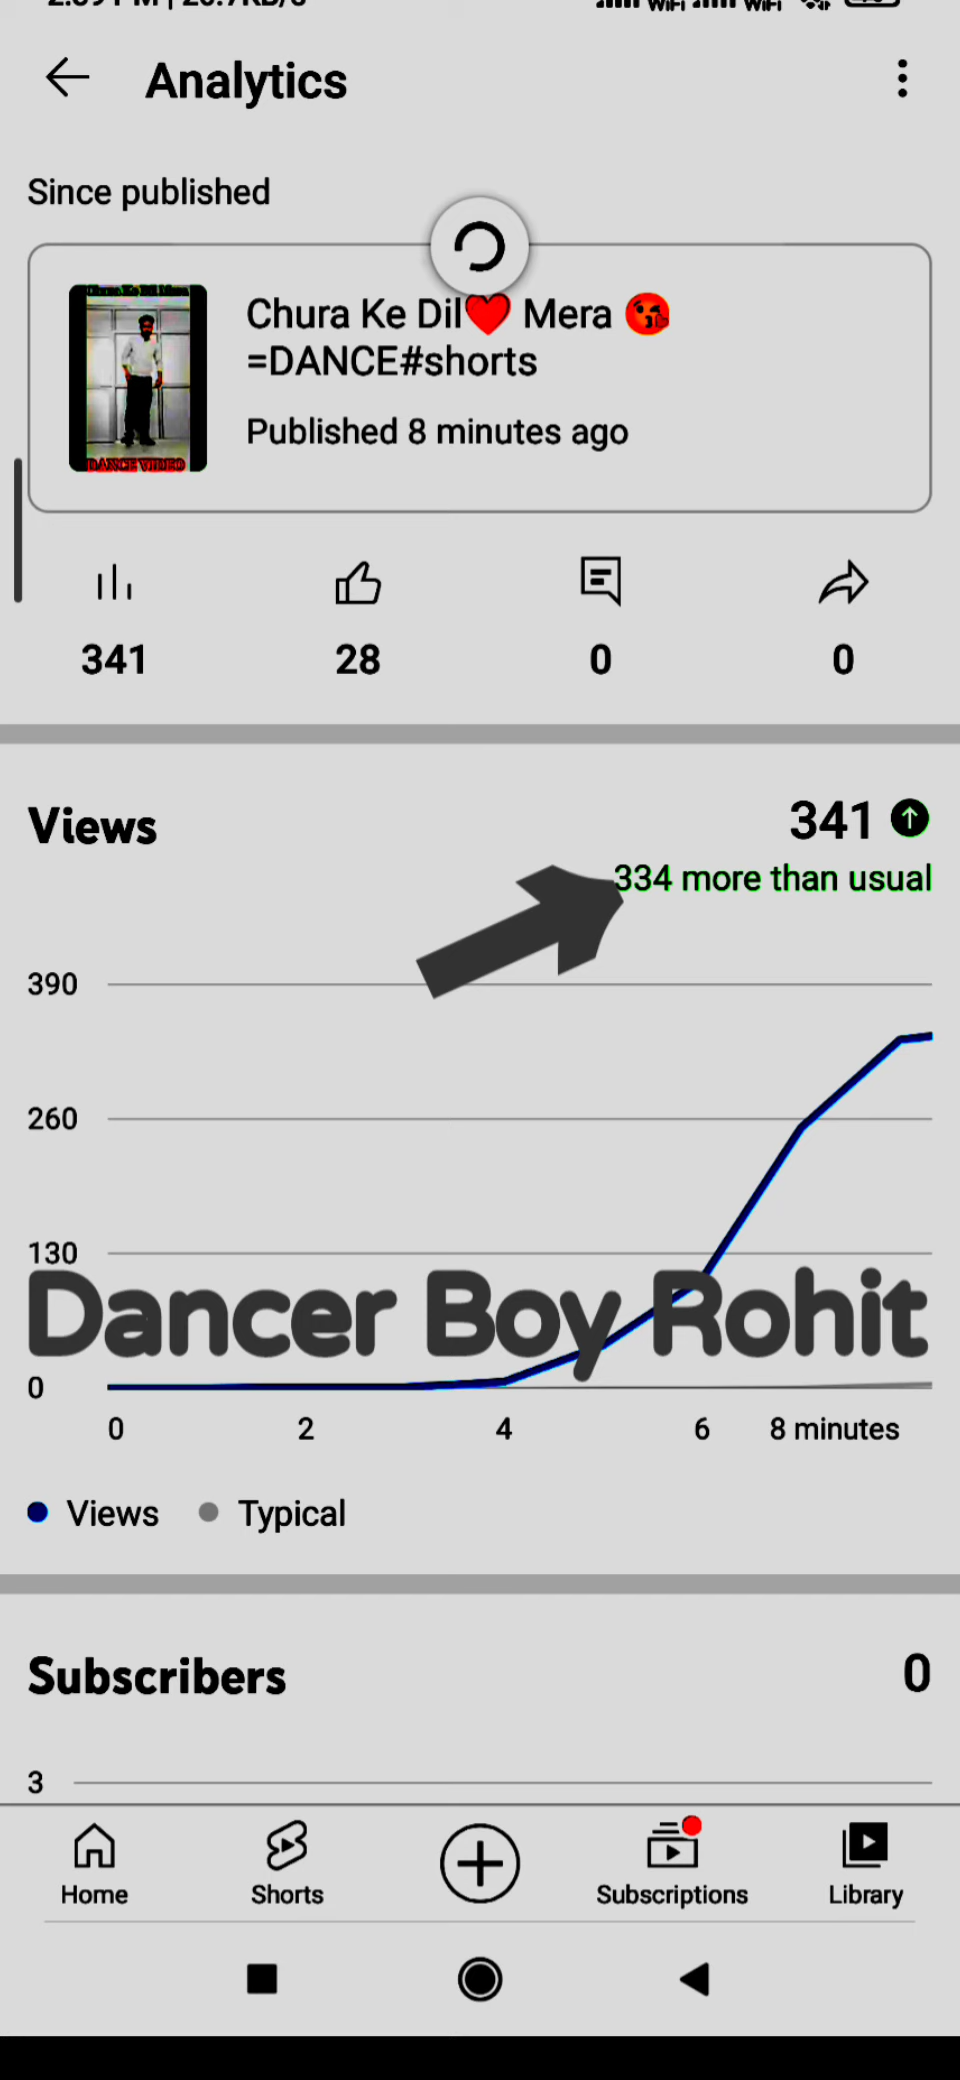 Analytics
Since published
Chura Ke Dil❤️ Mera 😘
=DANCE#shorts
Published 8 minutes ago
DANCE VIDEO
341
28
0
0
Views
341
334 more than usual
390
260
130
Dancer Boy Rohit
0
0
2
4
6
8 minutes
Views
Typical
Subscribers
0
3
Home
Shorts
Subscriptions
Library